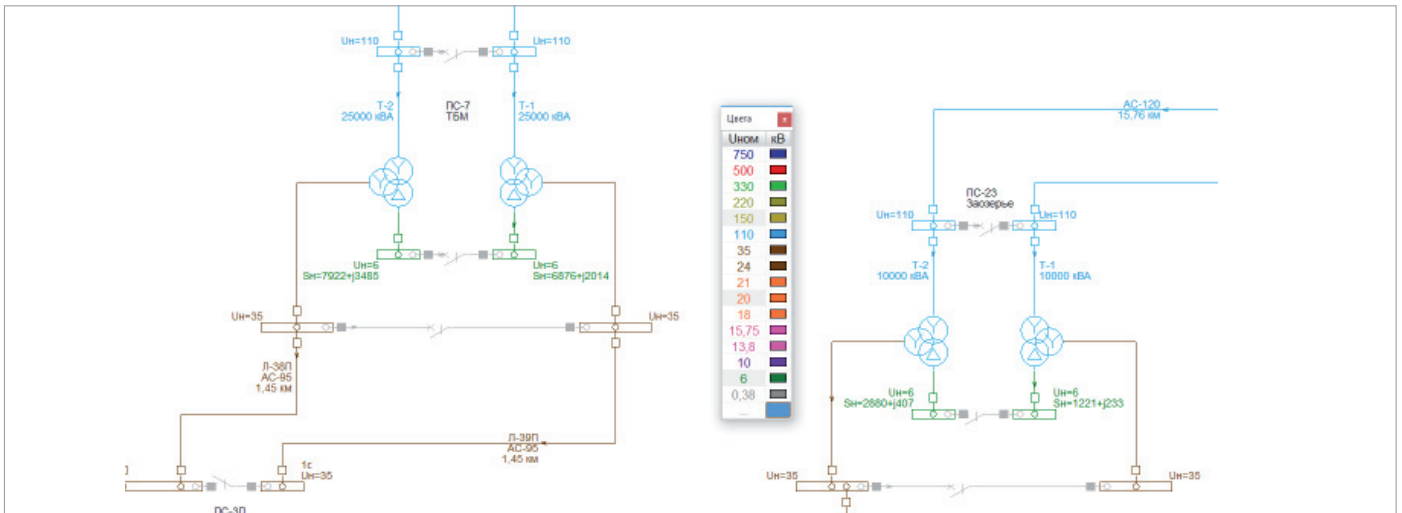 Uн=110
Uн=110
Т-2
25000 кВА
ПС-7
ТБМ
Т-1
25000 кВА
Uн=6
Sн=7922+j3485
Uн=6
Sн=6876+j2014
Uн=35
Uн=35
Л-38П
АС-95
1,45 км
Л-39П
АС-95
1,45 км
1с
Uн=35
ПС-3П
Цвета
x
Uном кВ
750
500
330
220
150
110
35
24
21
20
18
15,75
13,8
10
6
0,38
...
АС-120
15,76 км
ПС-23
Заозерье
Uн=110
Uн=110
Т-2
10000 кВА
Т-1
10000 кВА
Uн=6
Sн=2880+j407
Uн=6
Sн=1221+j233
Uн=35
Uн=35